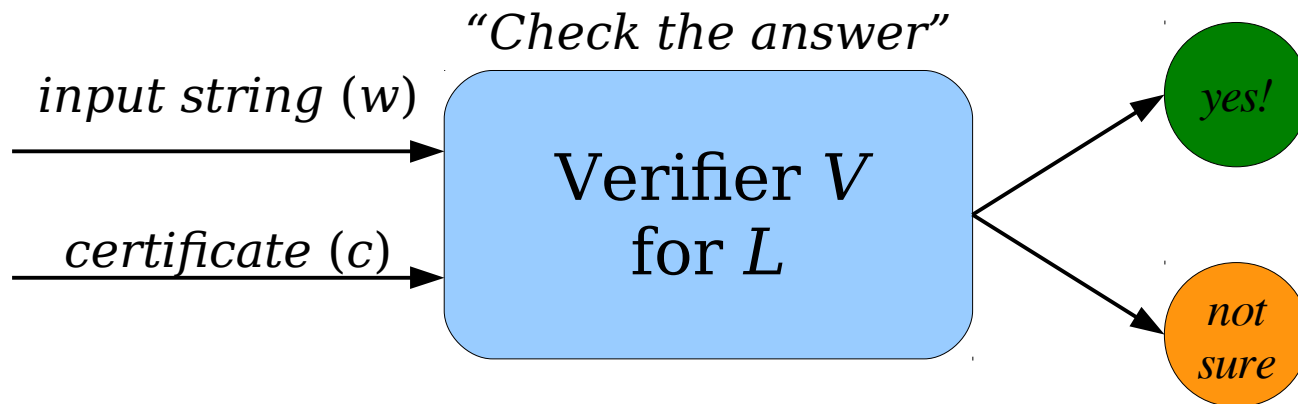 “Check the answer”
input string (w)
certificate (c)
Verifier V
for L
yes!
not
sure